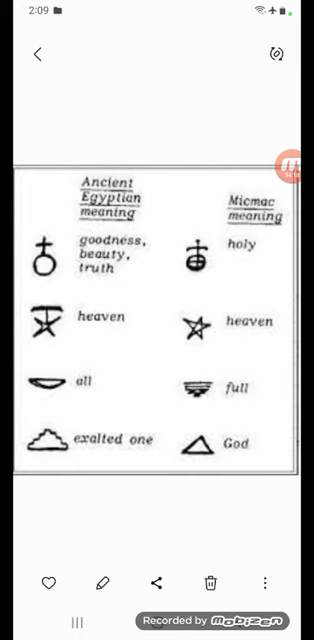 2:09
Ancient
Egyptian
meaning
Micmac
meaning
goodness,
beauty,
truth
holy
heaven
heaven
all
full
exalted one
God
Recorded by mobizen